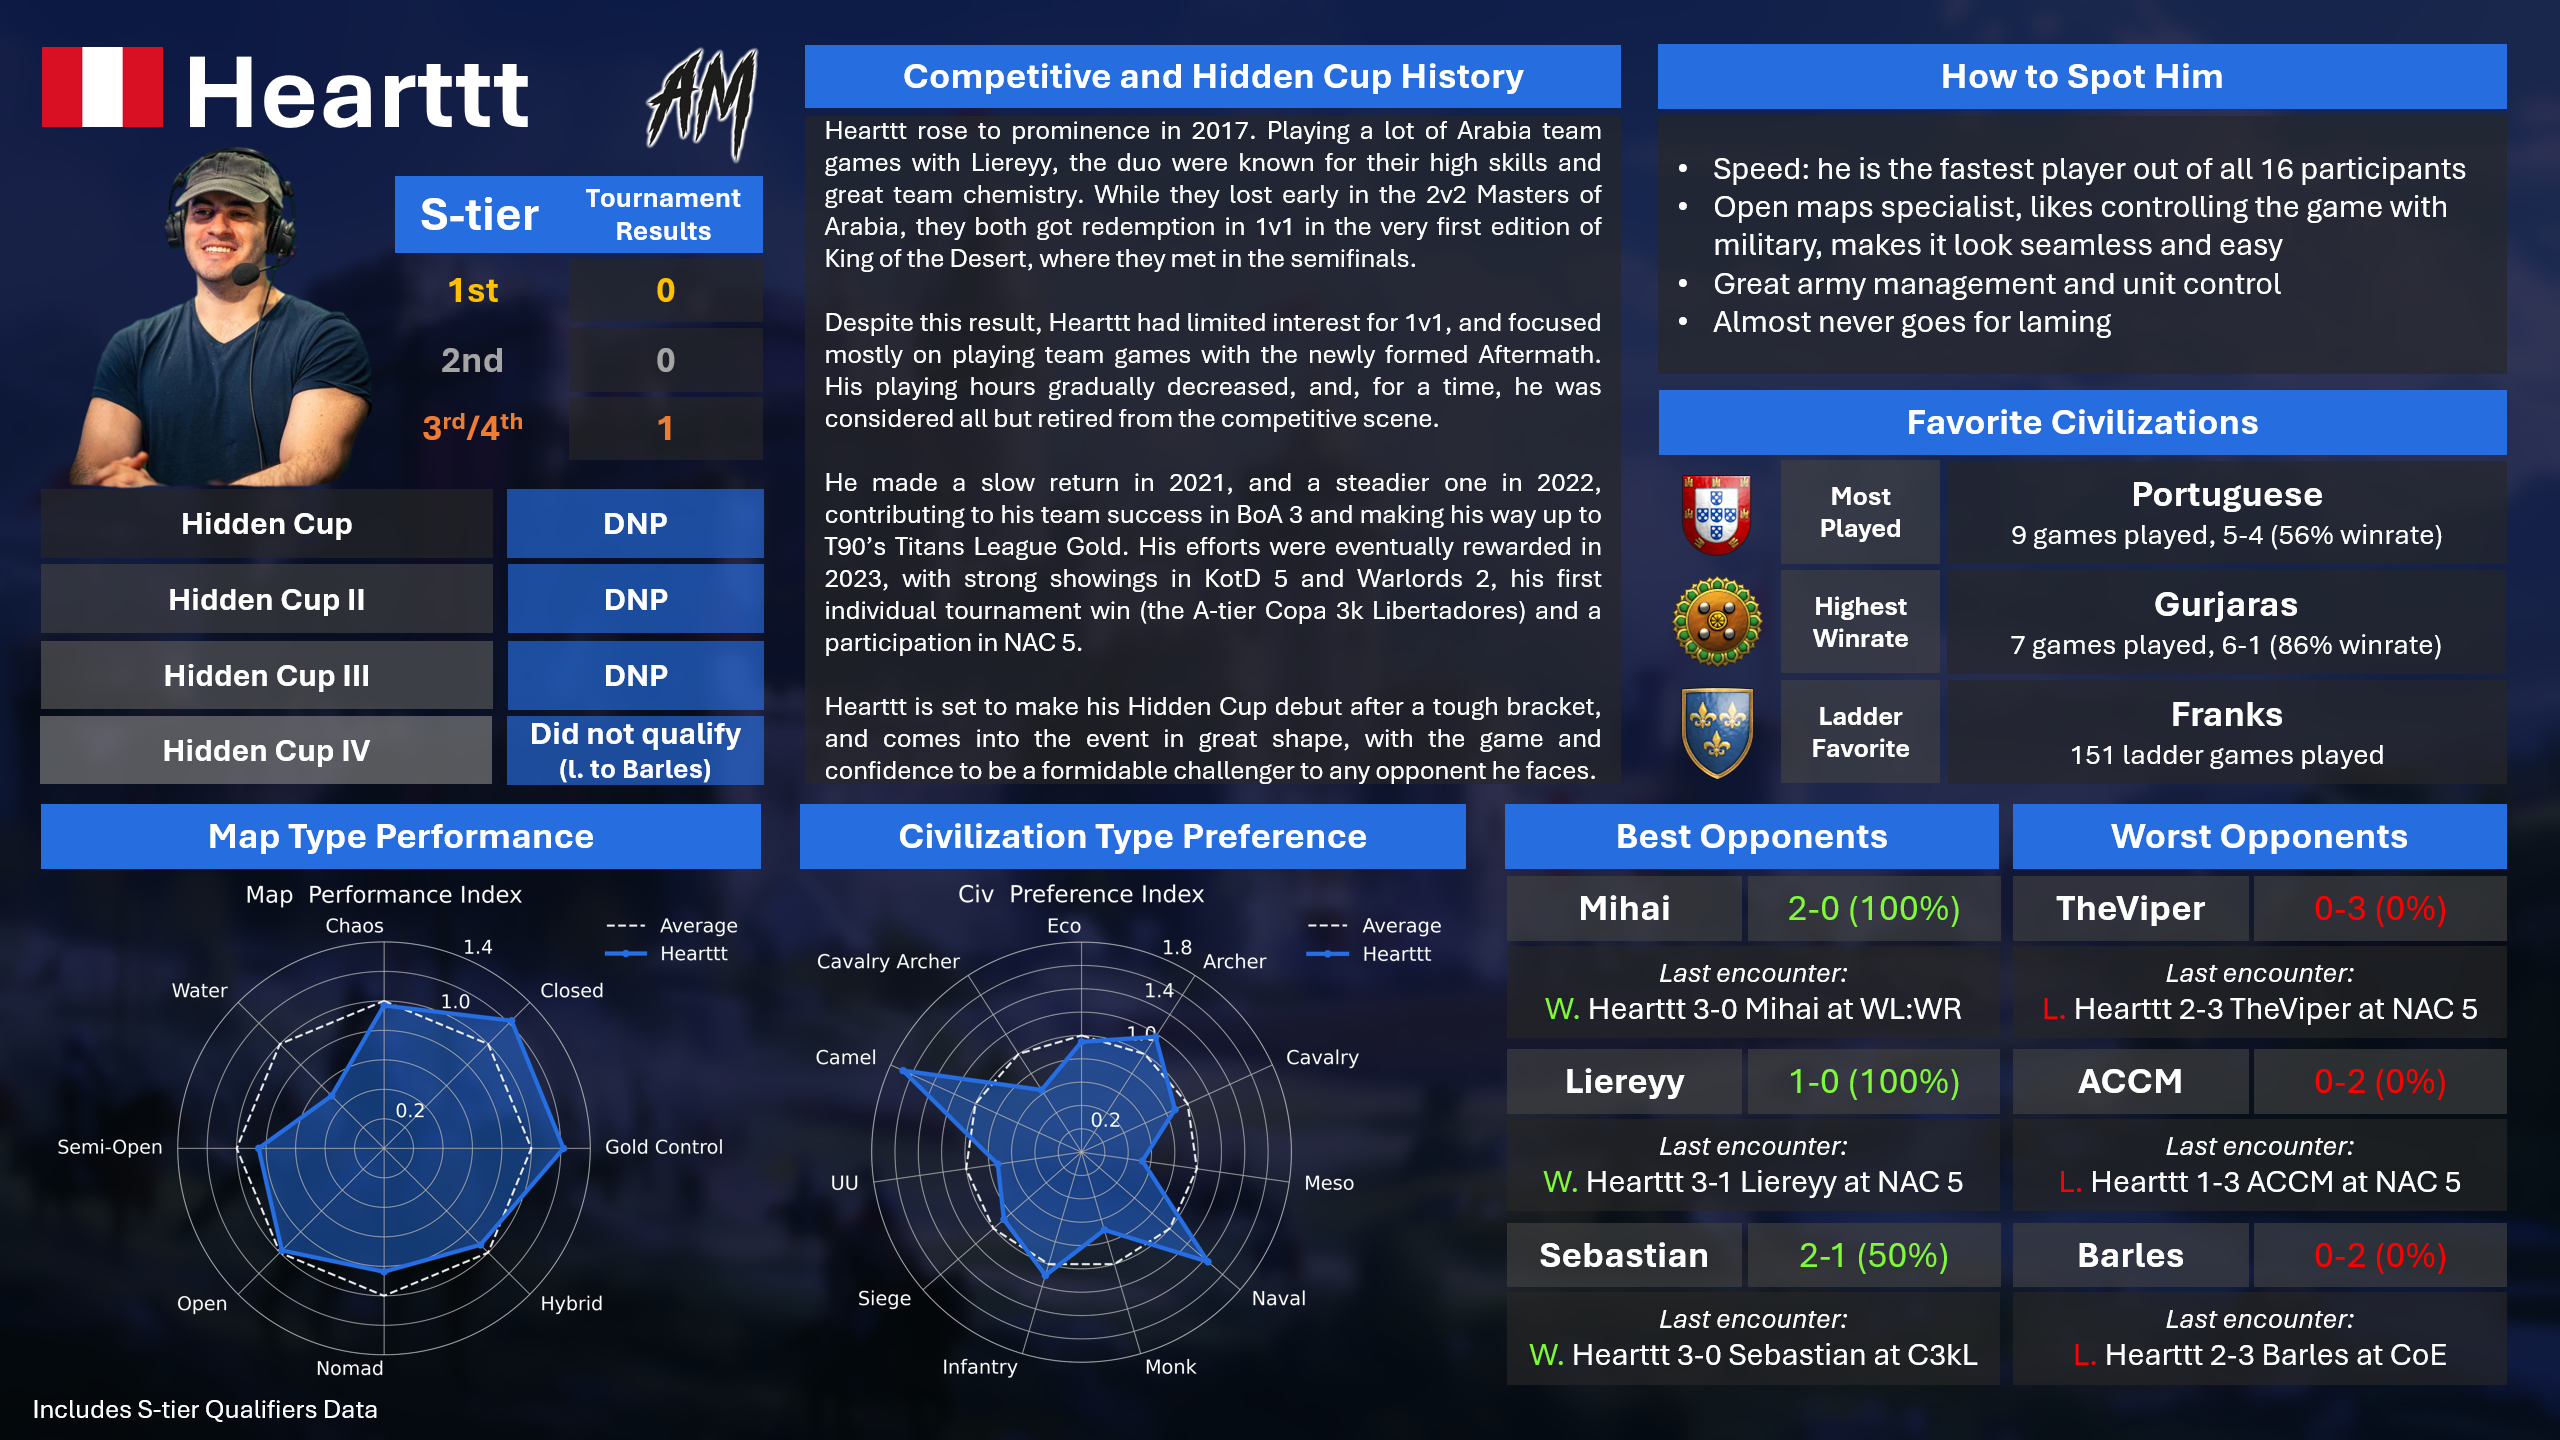 Hearttt
AM
S-tier
Tournament
Results
1st
0
2nd
0
3rd/4th
1
Hidden Cup
DNP
Hidden Cup II
DNP
Hidden Cup III
DNP
Hidden Cup IV
Did not qualify
(l. to Barles)
Competitive and Hidden Cup History
Hearttt rose to prominence in 2017. Playing a lot of Arabia team
games with Liereyy, the duo were known for their high skills and
great team chemistry. While they lost early in the 2v2 Masters of
Arabia, they both got redemption in 1v1 in the very first edition of
King of the Desert, where they met in the semifinals.
Despite this result, Hearttt had limited interest for 1v1, and focused
mostly on playing team games with the newly formed Aftermath.
His playing hours gradually decreased, and, for a time, he was
considered all but retired from the competitive scene.
He made a slow return in 2021, and a steadier one in 2022,
contributing to his team success in BoA 3 and making his way up to
T90’s Titans League Gold. His efforts were eventually rewarded in
2023, with strong showings in KotD 5 and Warlords 2, his first
individual tournament win (the A-tier Copa 3k Libertadores) and a
participation in NAC 5.
Hearttt is set to make his Hidden Cup debut after a tough bracket,
and comes into the event in great shape, with the game and
confidence to be a formidable challenger to any opponent he faces.
How to Spot Him
• Speed: he is the fastest player out of all 16 participants
• Open maps specialist, likes controlling the game with
military, makes it look seamless and easy
• Great army management and unit control
• Almost never goes for laming
Favorite Civilizations
Most
Played
Portuguese
9 games played, 5-4 (56% winrate)
Highest
Winrate
Gurjaras
7 games played, 6-1 (86% winrate)
Ladder
Favorite
Franks
151 ladder games played
Map Type Performance
Map Performance Index
Average
Hearttt
Chaos
1.4
Water
Closed
1.0
0.2
Semi-Open
Gold Control
Open
Hybrid
Nomad
Civilization Type Preference
Civ Preference Index
Average
Hearttt
Eco
1.8
Cavalry Archer
Archer
1.4
1.0
Camel
Cavalry
0.2
UU
Meso
Siege
Naval
Infantry
Monk
Best Opponents
Mihai
2-0 (100%)
Last encounter:
W. Hearttt 3-0 Mihai at WL:WR
Liereyy
1-0 (100%)
Last encounter:
W. Hearttt 3-1 Liereyy at NAC 5
Sebastian
2-1 (50%)
Last encounter:
W. Hearttt 3-0 Sebastian at C3kL
Worst Opponents
TheViper
0-3 (0%)
Last encounter:
L. Hearttt 2-3 TheViper at NAC 5
ACCM
0-2 (0%)
Last encounter:
L. Hearttt 1-3 ACCM at NAC 5
Barles
0-2 (0%)
Last encounter:
L. Hearttt 2-3 Barles at CoE
Includes S-tier Qualifiers Data